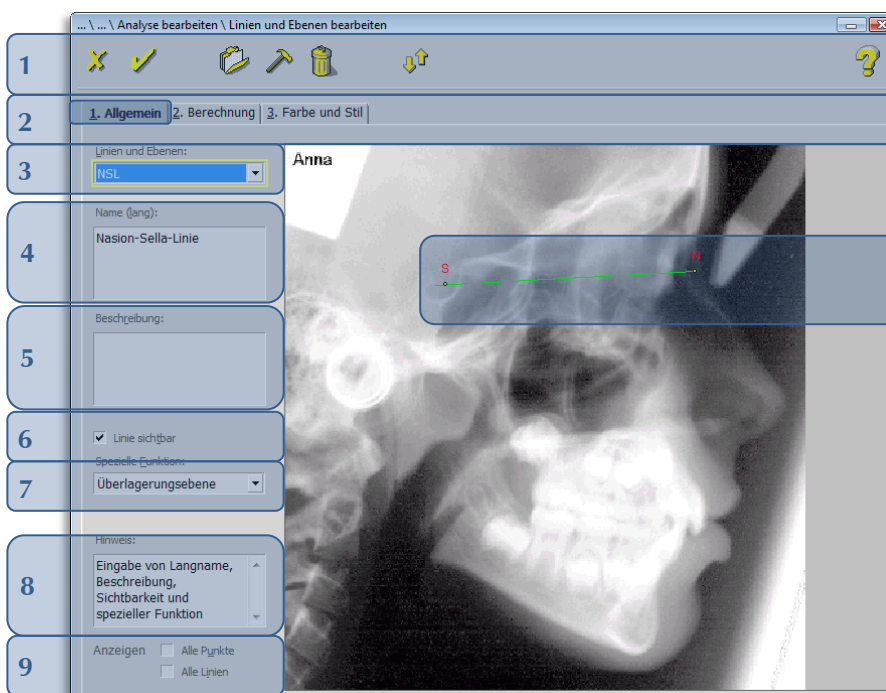 ... \ ... \ Analyse bearbeiten \ Linien und Ebenen bearbeiten
1
2
1. Allgemein 2. Berechnung 3. Farbe und Stil
3
Linien und Ebenen:
NSL
Anna
4
Name (lang):
Nasion-Sella-Linie
S
N
5
Beschreibung:
6
Linie sichtbar
7
Spezielle Funktion:
Überlagerungsebene
8
Hinweis:
Eingabe von Langname,
Beschreibung,
Sichtbarkeit und
spezieller Funktion
9
Anzeigen Alle Punkte
Alle Linien